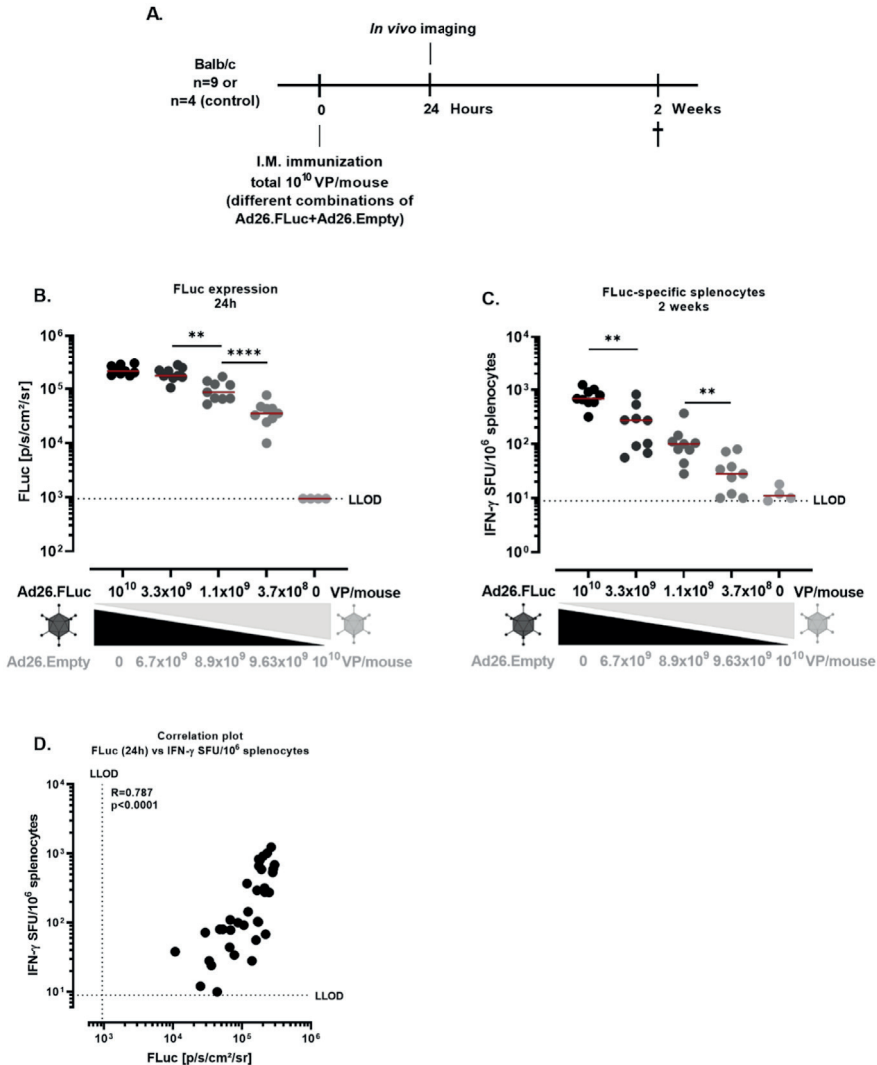 A.
In vivo imaging
Balb/c
n=9 or
n=4 (control)
0
24 Hours
2 Weeks
I.M. immunization
total 10¹⁰ VP/mouse
(different combinations of
Ad26.FLuc+Ad26.Empty)
B.
FLuc expression
24h
FLuc [p/s/cm²/sr]
10⁶
10⁵
10⁴
10³
10²
**
****
LLOD
Ad26.FLuc 10¹⁰ 3.3x10⁹ 1.1x10⁹ 3.7x10⁸ 0 VP/mouse
Ad26.Empty 0 6.7x10⁹ 8.9x10⁹ 9.63x10⁹ 10¹⁰ VP/mouse
C.
FLuc-specific splenocytes
2 weeks
IFN-γ SFU/10⁶ splenocytes
10⁴
10³
10²
10¹
10⁰
**
**
LLOD
Ad26.FLuc 10¹⁰ 3.3x10⁹ 1.1x10⁹ 3.7x10⁸ 0 VP/mouse
Ad26.Empty 0 6.7x10⁹ 8.9x10⁹ 9.63x10⁹ 10¹⁰ VP/mouse
D.
Correlation plot
FLuc (24h) vs IFN-γ SFU/10⁶ splenocytes
LLOD
R=0.787
p<0.0001
IFN-γ SFU/10⁶ splenocytes
10⁴
10³
10²
10¹
LLOD
10³ 10⁴ 10⁵ 10⁶
FLuc [p/s/cm²/sr]